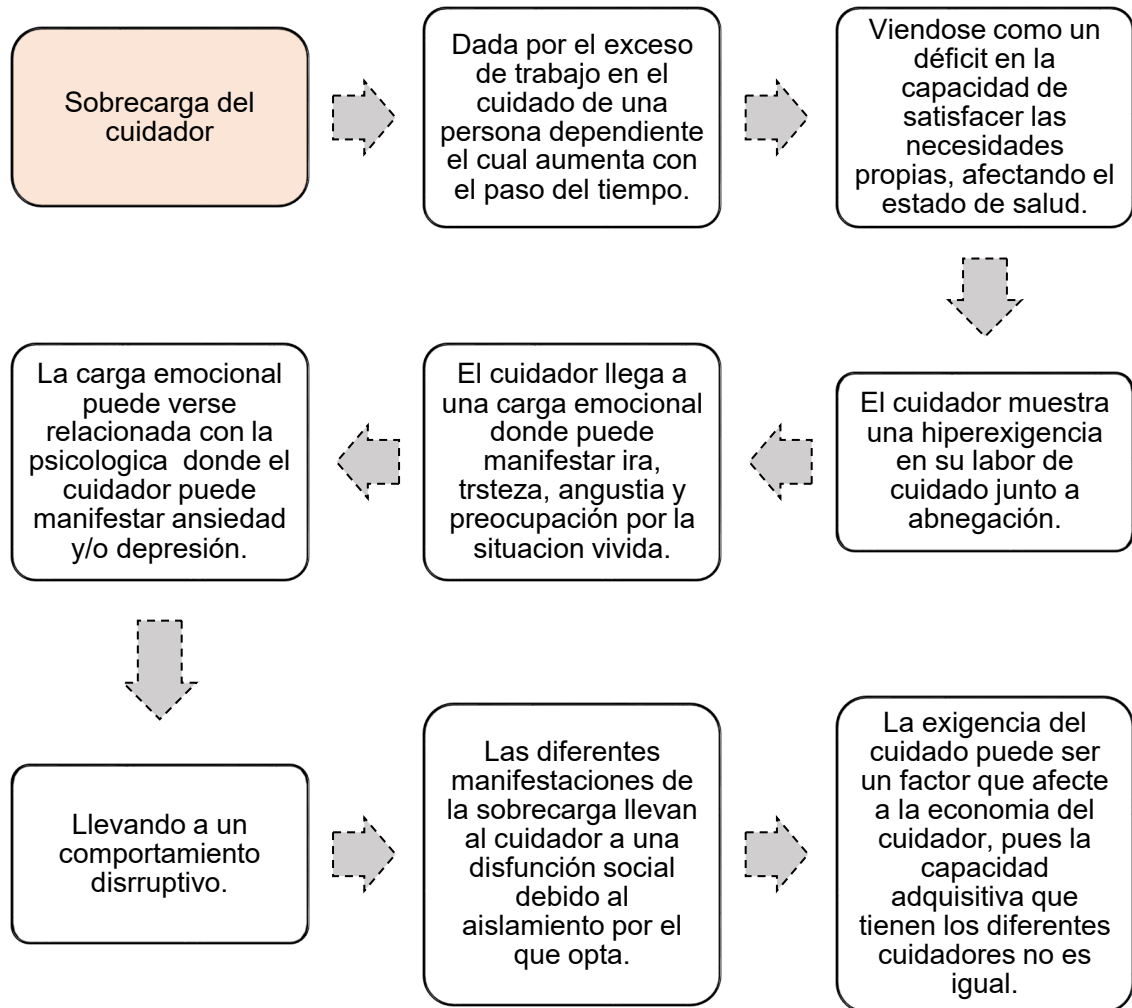 Sobrecarga del
cuidador
Dada por el exceso
de trabajo en el
cuidado de una
persona dependiente
el cual aumenta con
el paso del tiempo.
Viendose como un
déficit en la
capacidad de
satisfacer las
necesidades
propias, afectando el
estado de salud.
El cuidador muestra
una hiperexigencia
en su labor de
cuidado junto a
abnegación.
El cuidador llega a
una carga emocional
donde puede
manifestar ira,
trsteza, angustia y
preocupación por la
situacion vivida.
La carga emocional
puede verse
relacionada con la
psicologica  donde el
cuidador puede
manifestar ansiedad
y/o depresión.
Llevando a un
comportamiento
disrruptivo.
Las diferentes
manifestaciones de
la sobrecarga llevan
al cuidador a una
disfunción social
debido al
aislamiento por el
que opta.
La exigencia del
cuidado puede ser
un factor que afecte
a la economia del
cuidador, pues la
capacidad
adquisitiva que
tienen los diferentes
cuidadores no es
igual.